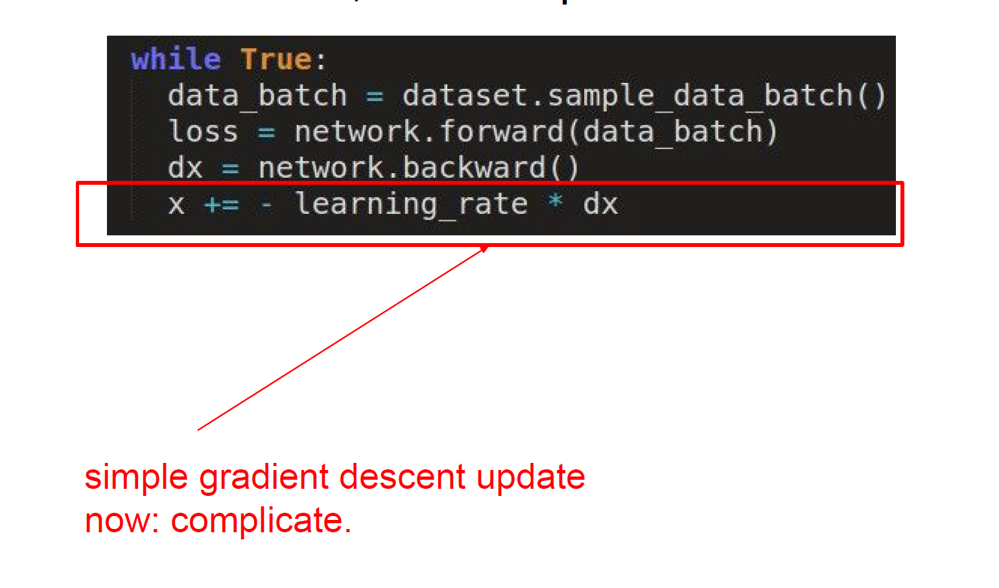 while True:
data_batch = dataset.sample_data_batch()
loss = network.forward(data_batch)
dx = network.backward()
x += - learning_rate * dx
simple gradient descent update
now: complicate.